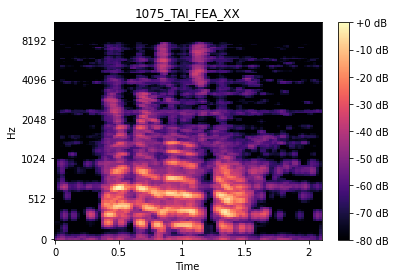 1075_TAI_FEA_XX
Hz
8192
4096
2048
1024
512
0
0
0.5
1
1.5
2
Time
+0 dB
-10 dB
-20 dB
-30 dB
-40 dB
-50 dB
-60 dB
-70 dB
-80 dB